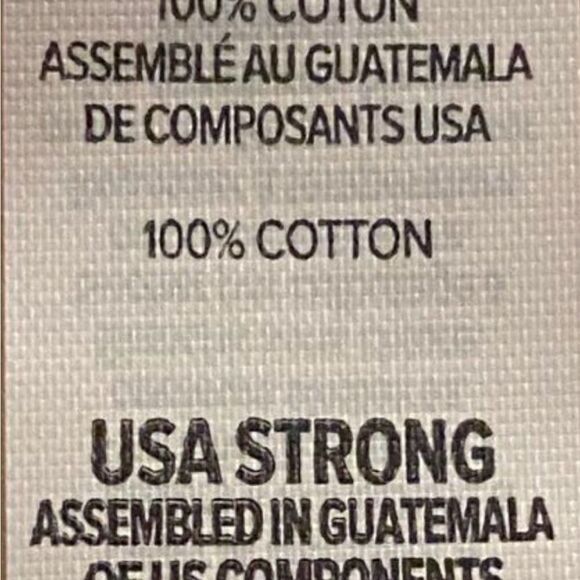 100% COTON
ASSEMBLÉ AU GUATEMALA
DE COMPOSANTS USA
100% COTTON
USA STRONG
ASSEMBLED IN GUATEMALA
OF US COMPONENTS